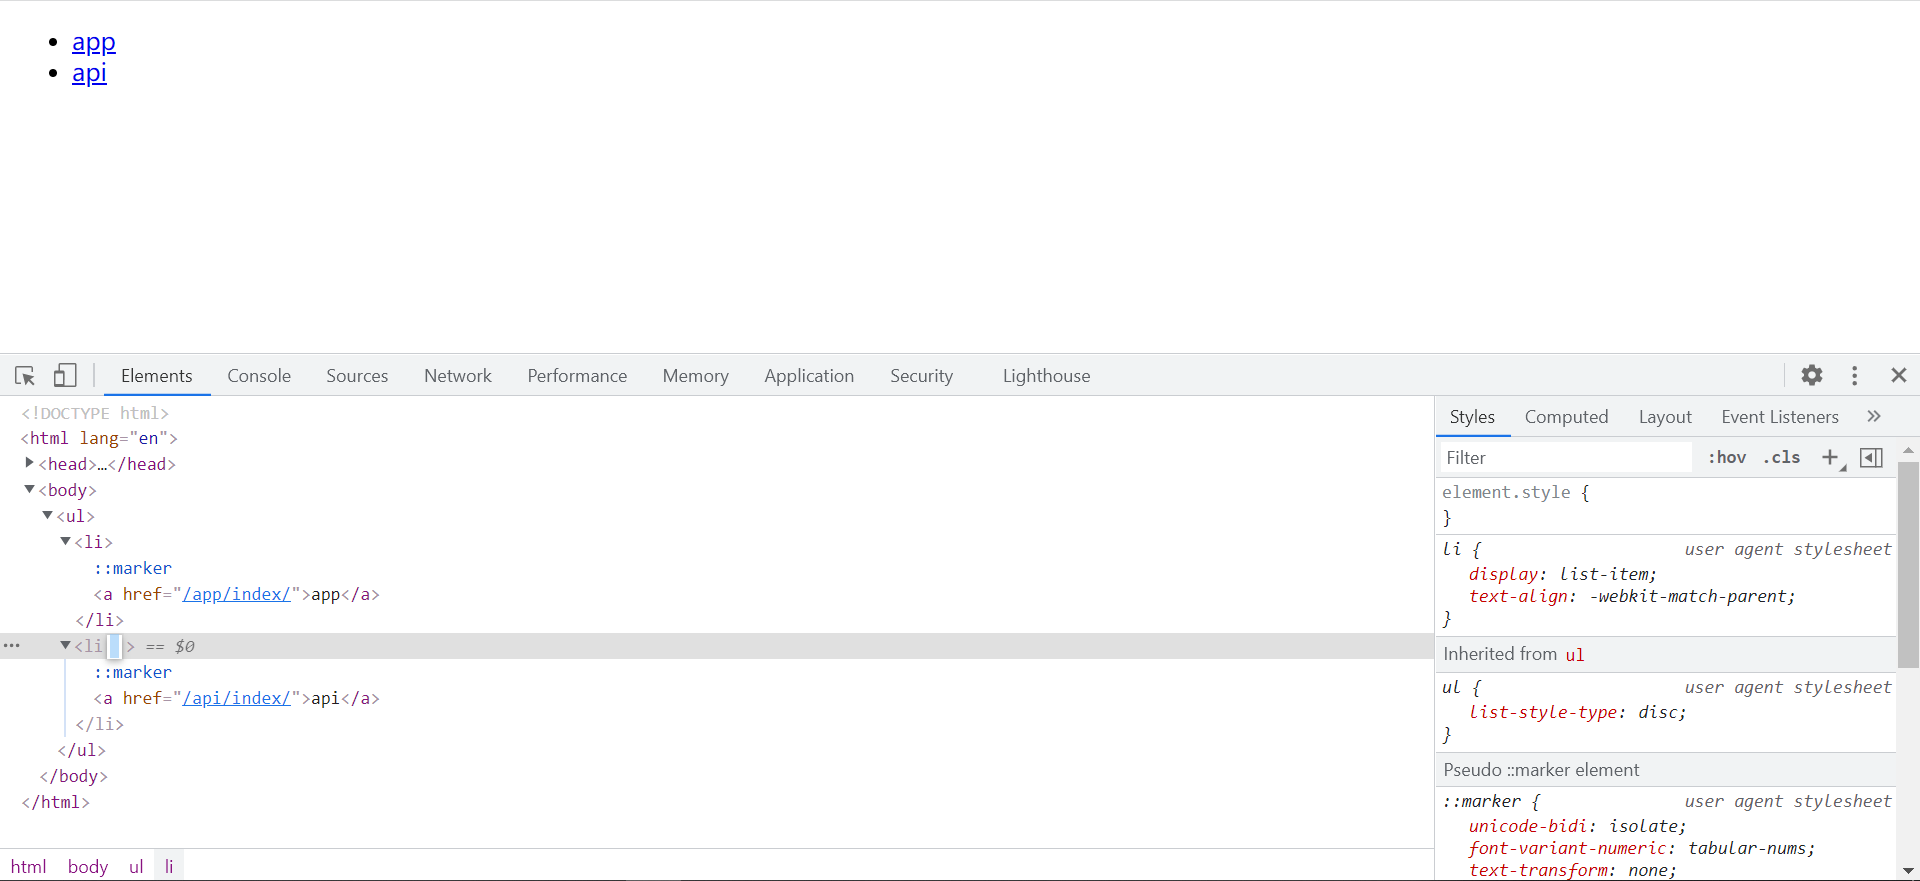 app
api
Elements Console Sources Network Performance Memory Application Security Lighthouse
<!DOCTYPE html>
<html lang="en">
<head>…</head>
<body>
<ul>
<li>
::marker
<a href="/app/index/">app</a>
</li>
<li > == $0
::marker
<a href="/api/index/">api</a>
</li>
</ul>
</body>
</html>
html body ul li
Styles Computed Layout Event Listeners »
Filter :hov .cls +
element.style {
}
li { user agent stylesheet
display: list-item;
text-align: -webkit-match-parent;
}
Inherited from ul
ul { user agent stylesheet
list-style-type: disc;
}
Pseudo ::marker element
::marker { user agent stylesheet
unicode-bidi: isolate;
font-variant-numeric: tabular-nums;
text-transform: none;